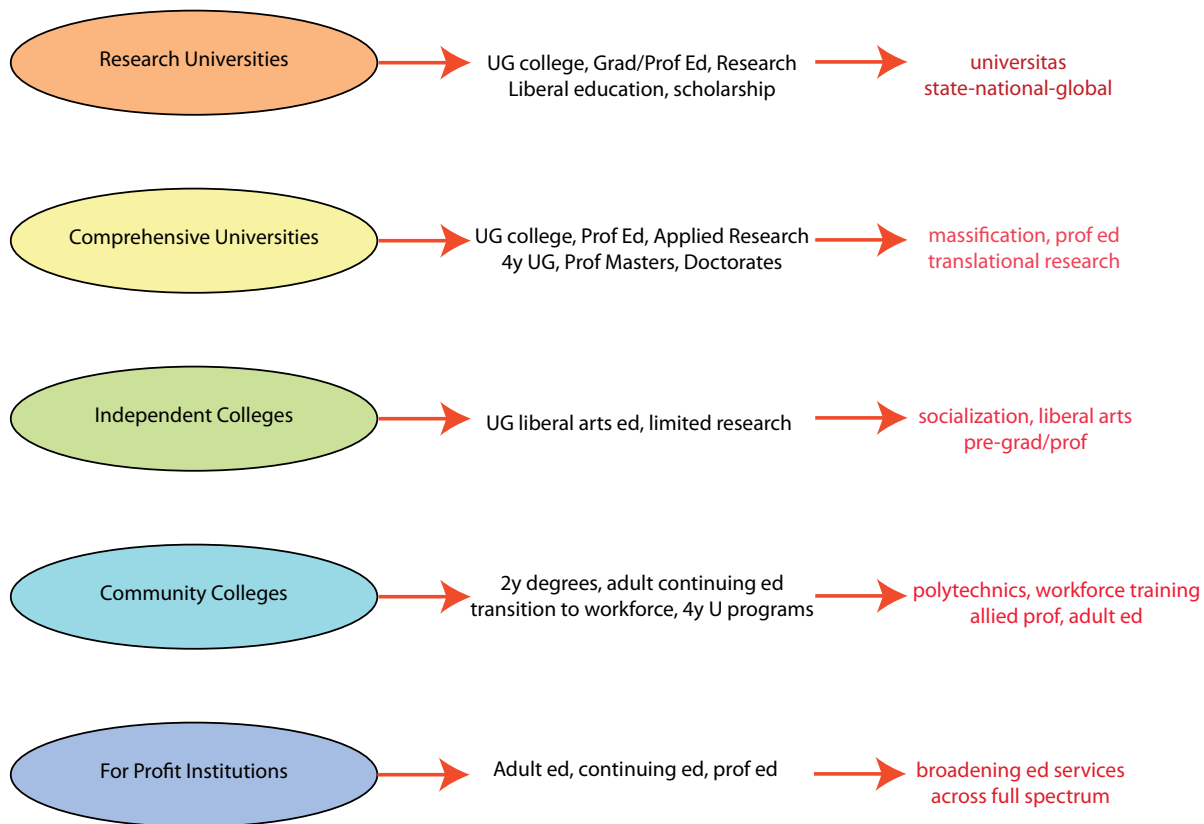 Research Universities
UG college, Grad/Prof Ed, Research
Liberal education, scholarship
universitas
state-national-global
Comprehensive Universities
UG college, Prof Ed, Applied Research
4y UG, Prof Masters, Doctorates
massification, prof ed
translational research
Independent Colleges
UG liberal arts ed, limited research
socialization, liberal arts
pre-grad/prof
Community Colleges
2y degrees, adult continuing ed
transition to workforce, 4y U programs
polytechnics, workforce training
allied prof, adult ed
For Profit Institutions
Adult ed, continuing ed, prof ed
broadening ed services
across full spectrum